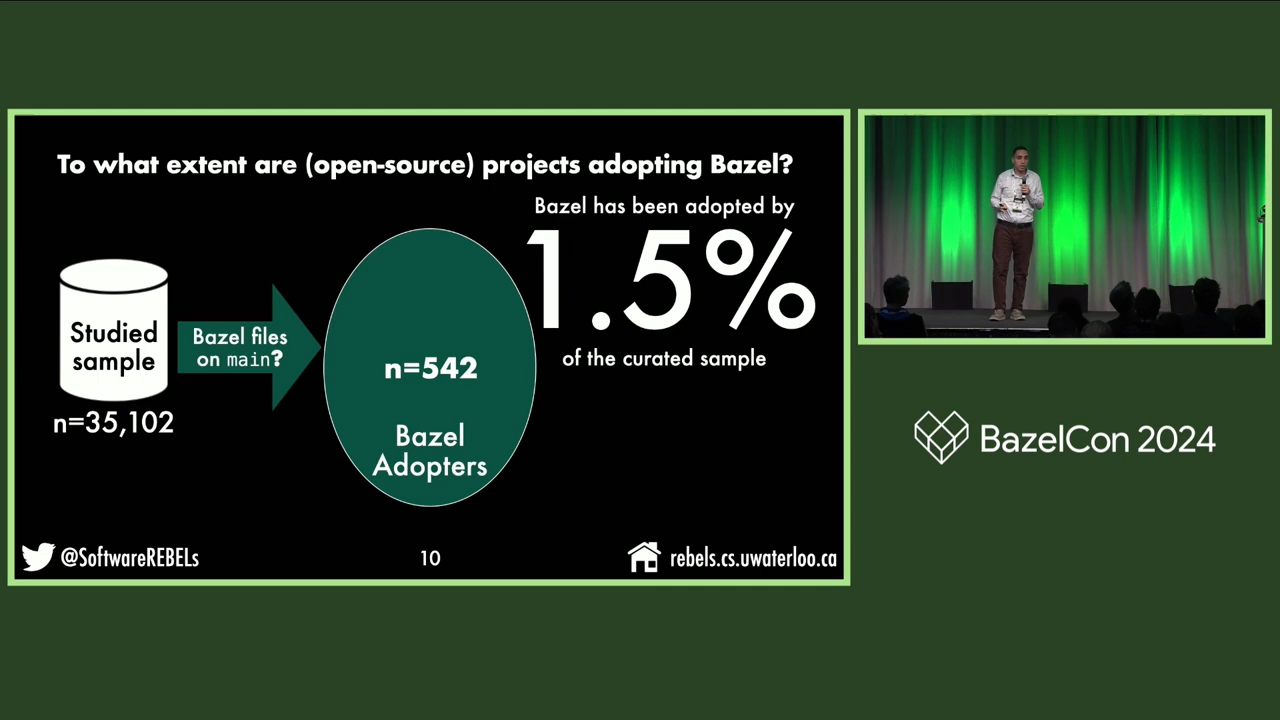 To what extent are (open-source) projects adopting Bazel?
Bazel has been adopted by
1.5%
of the curated sample
Studied
sample
n=35,102
Bazel files
on main?
n=542
Bazel
Adopters
@SoftwareREBELs
10
rebels.cs.uwaterloo.ca
BazelCon 2024